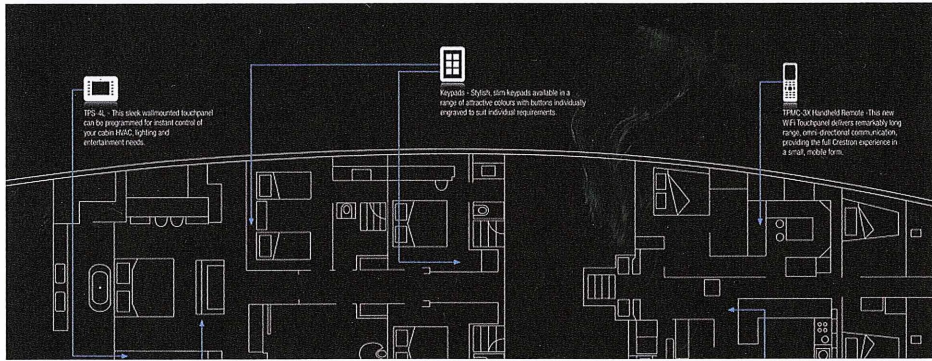 TPS-4L - This sleek wallmounted touchpanel
can be programmed for instant control of
your cabin HVAC, lighting and
entertainment needs.
Keypads - Stylish, slim keypads available in a
range of attractive colours with buttons individually
engraved to suit individual requirements.
TPMC-3X Handheld Remote -This new
WiFi Touchpanel delivers remarkably long
range, omni-directional communication,
providing the full Crestron experience in
a small, mobile form.